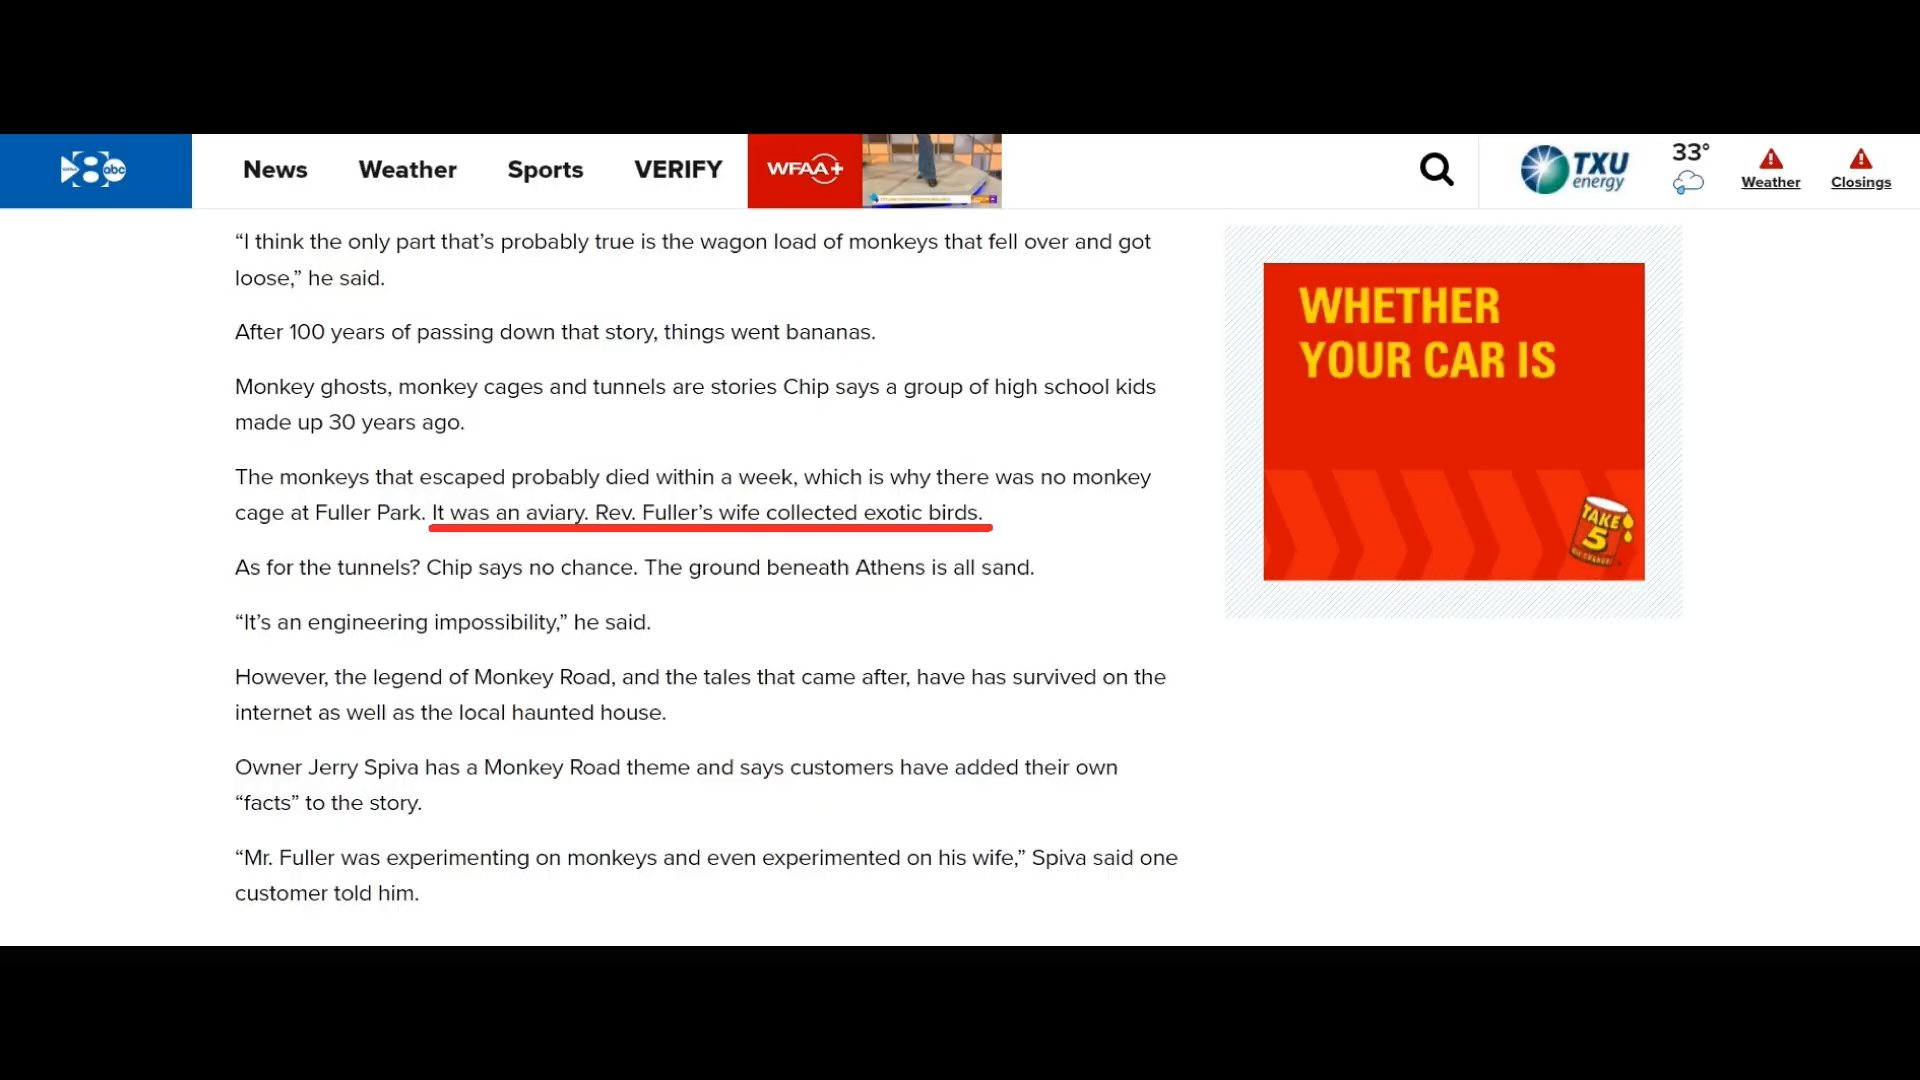 8 abc
News Weather Sports VERIFY WFAA+
TXU energy
33°
Weather
Closings
“I think the only part that’s probably true is the wagon load of monkeys that fell over and got
loose,” he said.
After 100 years of passing down that story, things went bananas.
Monkey ghosts, monkey cages and tunnels are stories Chip says a group of high school kids
made up 30 years ago.
The monkeys that escaped probably died within a week, which is why there was no monkey
cage at Fuller Park. It was an aviary. Rev. Fuller’s wife collected exotic birds.
As for the tunnels? Chip says no chance. The ground beneath Athens is all sand.
“It’s an engineering impossibility,” he said.
However, the legend of Monkey Road, and the tales that came after, have has survived on the
internet as well as the local haunted house.
Owner Jerry Spiva has a Monkey Road theme and says customers have added their own
“facts” to the story.
“Mr. Fuller was experimenting on monkeys and even experimented on his wife,” Spiva said one
customer told him.
WHETHER
YOUR CAR IS
TAKE
5
OIL CHANGE